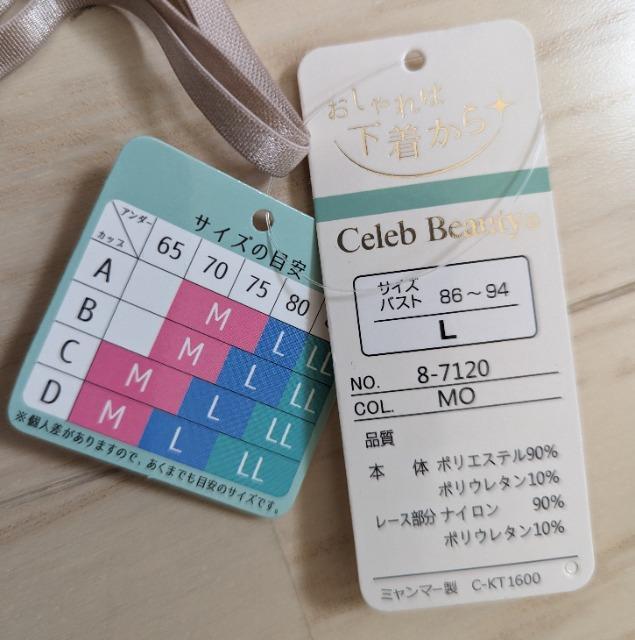 サイズの目安
アンダー
カップ
65 70 75 80
A M L LL
B M L LL
C M L LL
D M L LL
※個人差がありますので、あくまでも目安のサイズです。
おしゃれは
下着から
Celeb Beauty
サイズ
バスト 86～94
L
NO. 8-7120
COL. MO
品質
本 体 ポリエステル90%
ポリウレタン10%
レース部分 ナイロン 90%
ポリウレタン10%
ミャンマー製 C-KT1600